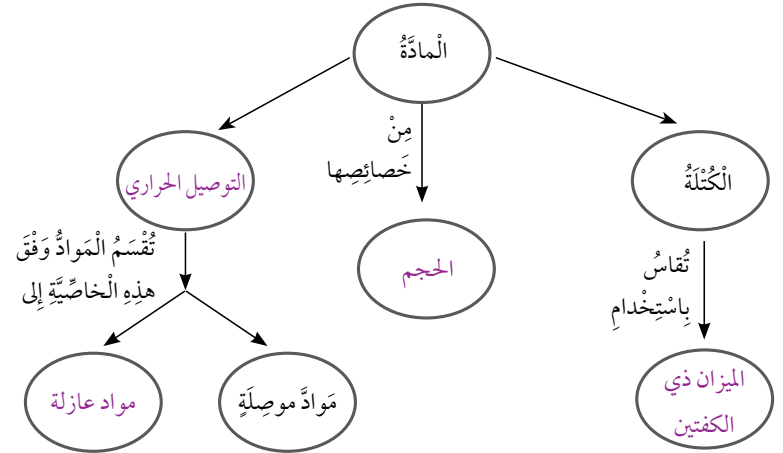 الْمادَّةُ
مِنْ
خَصائِصِها
الْكُتْلَةُ
الحجم
التوصيل الحراري
تُقاسُ
بِاسْتِخْدامِ
تُقْسَمُ الْمَوادُّ وَفْقَ
هذِهِ الْخاصِّيَّةِ إِلى
الميزان ذي
الكفتين
مَوادَّ موصِلَةٍ
مواد عازلة